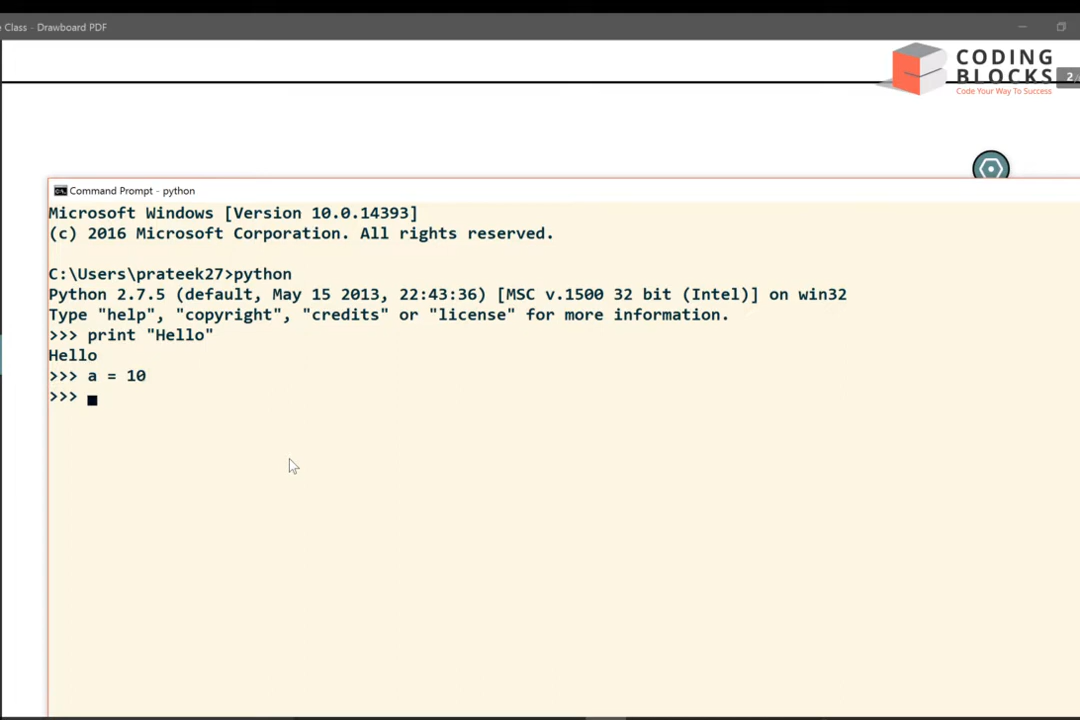 e Class - Drawboard PDF
CODING
BLOCKS
Code Your Way To Success
2/
Command Prompt - python
Microsoft Windows [Version 10.0.14393]
(c) 2016 Microsoft Corporation. All rights reserved.
C:\Users\prateek27>python
Python 2.7.5 (default, May 15 2013, 22:43:36) [MSC v.1500 32 bit (Intel)] on win32
Type "help", "copyright", "credits" or "license" for more information.
>>> print "Hello"
Hello
>>> a = 10
>>>